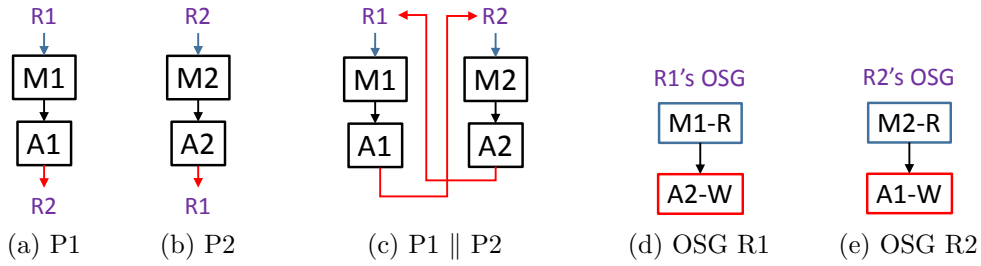 R1 R2 R1 R2
M1 M2 M1 M2
R1's OSG R2's OSG
M1-R M2-R
A1 A2 A1 A2
A2-W A1-W
R2 R1
(a) P1 (b) P2 (c) P1 ∥ P2 (d) OSG R1 (e) OSG R2